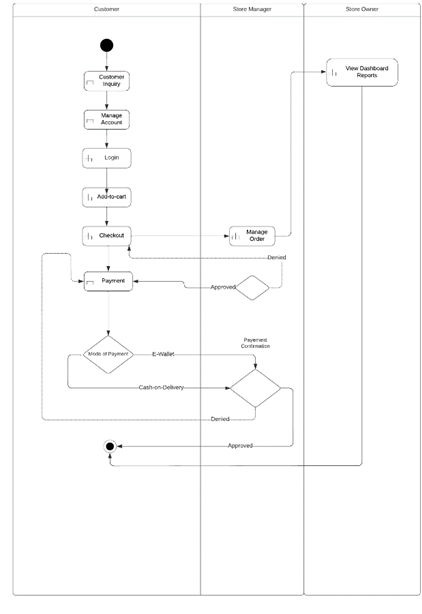 Customer
Store Manager
Store Owner
Customer
Inquiry
View Dashboard
Reports
Manage
Account
Login
Add-to-cart
Checkout
Manage
Order
Denied
Payment
Approved
Mode of Payment
E-Wallet
Payement
Confirmation
Cash-on-Delivery
Denied
Approved